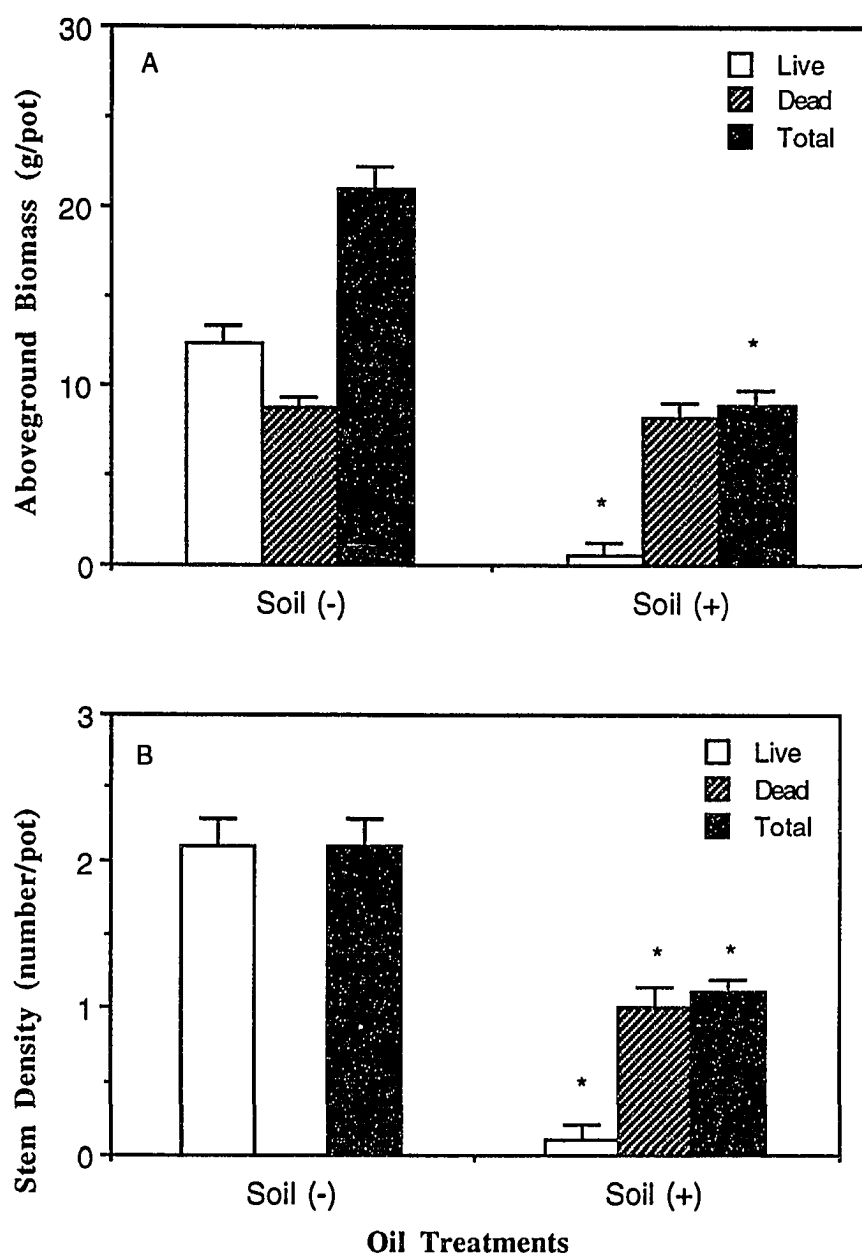 30
A
Live
Dead
Total
20
10
0
Aboveground Biomass (g/pot)
*
*
Soil (-) Soil (+)
3
B
Live
Dead
Total
2
1
0
Stem Density (number/pot)
*
* *
Soil (-) Soil (+)
Oil Treatments